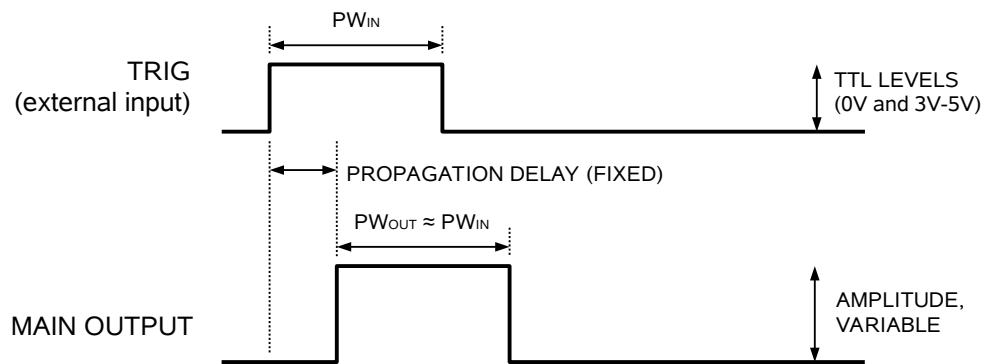 PWIN
TRIG
(external input)
TTL LEVELS
(0V and 3V-5V)
PROPAGATION DELAY (FIXED)
PWOUT ≈ PWIN
MAIN OUTPUT
AMPLITUDE,
VARIABLE